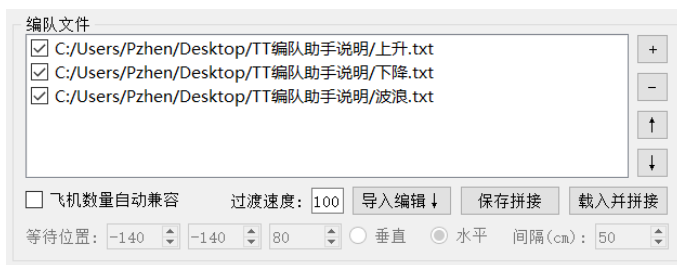 编队文件
C:/Users/Pzhen/Desktop/TT编队助手说明/上升.txt
C:/Users/Pzhen/Desktop/TT编队助手说明/下降.txt
C:/Users/Pzhen/Desktop/TT编队助手说明/波浪.txt
+
-
↑
↓
飞机数量自动兼容 过渡速度: 100 导入编辑↓ 保存拼接 载入并拼接
等待位置: -140 -140 80 垂直 水平 间隔(cm): 50